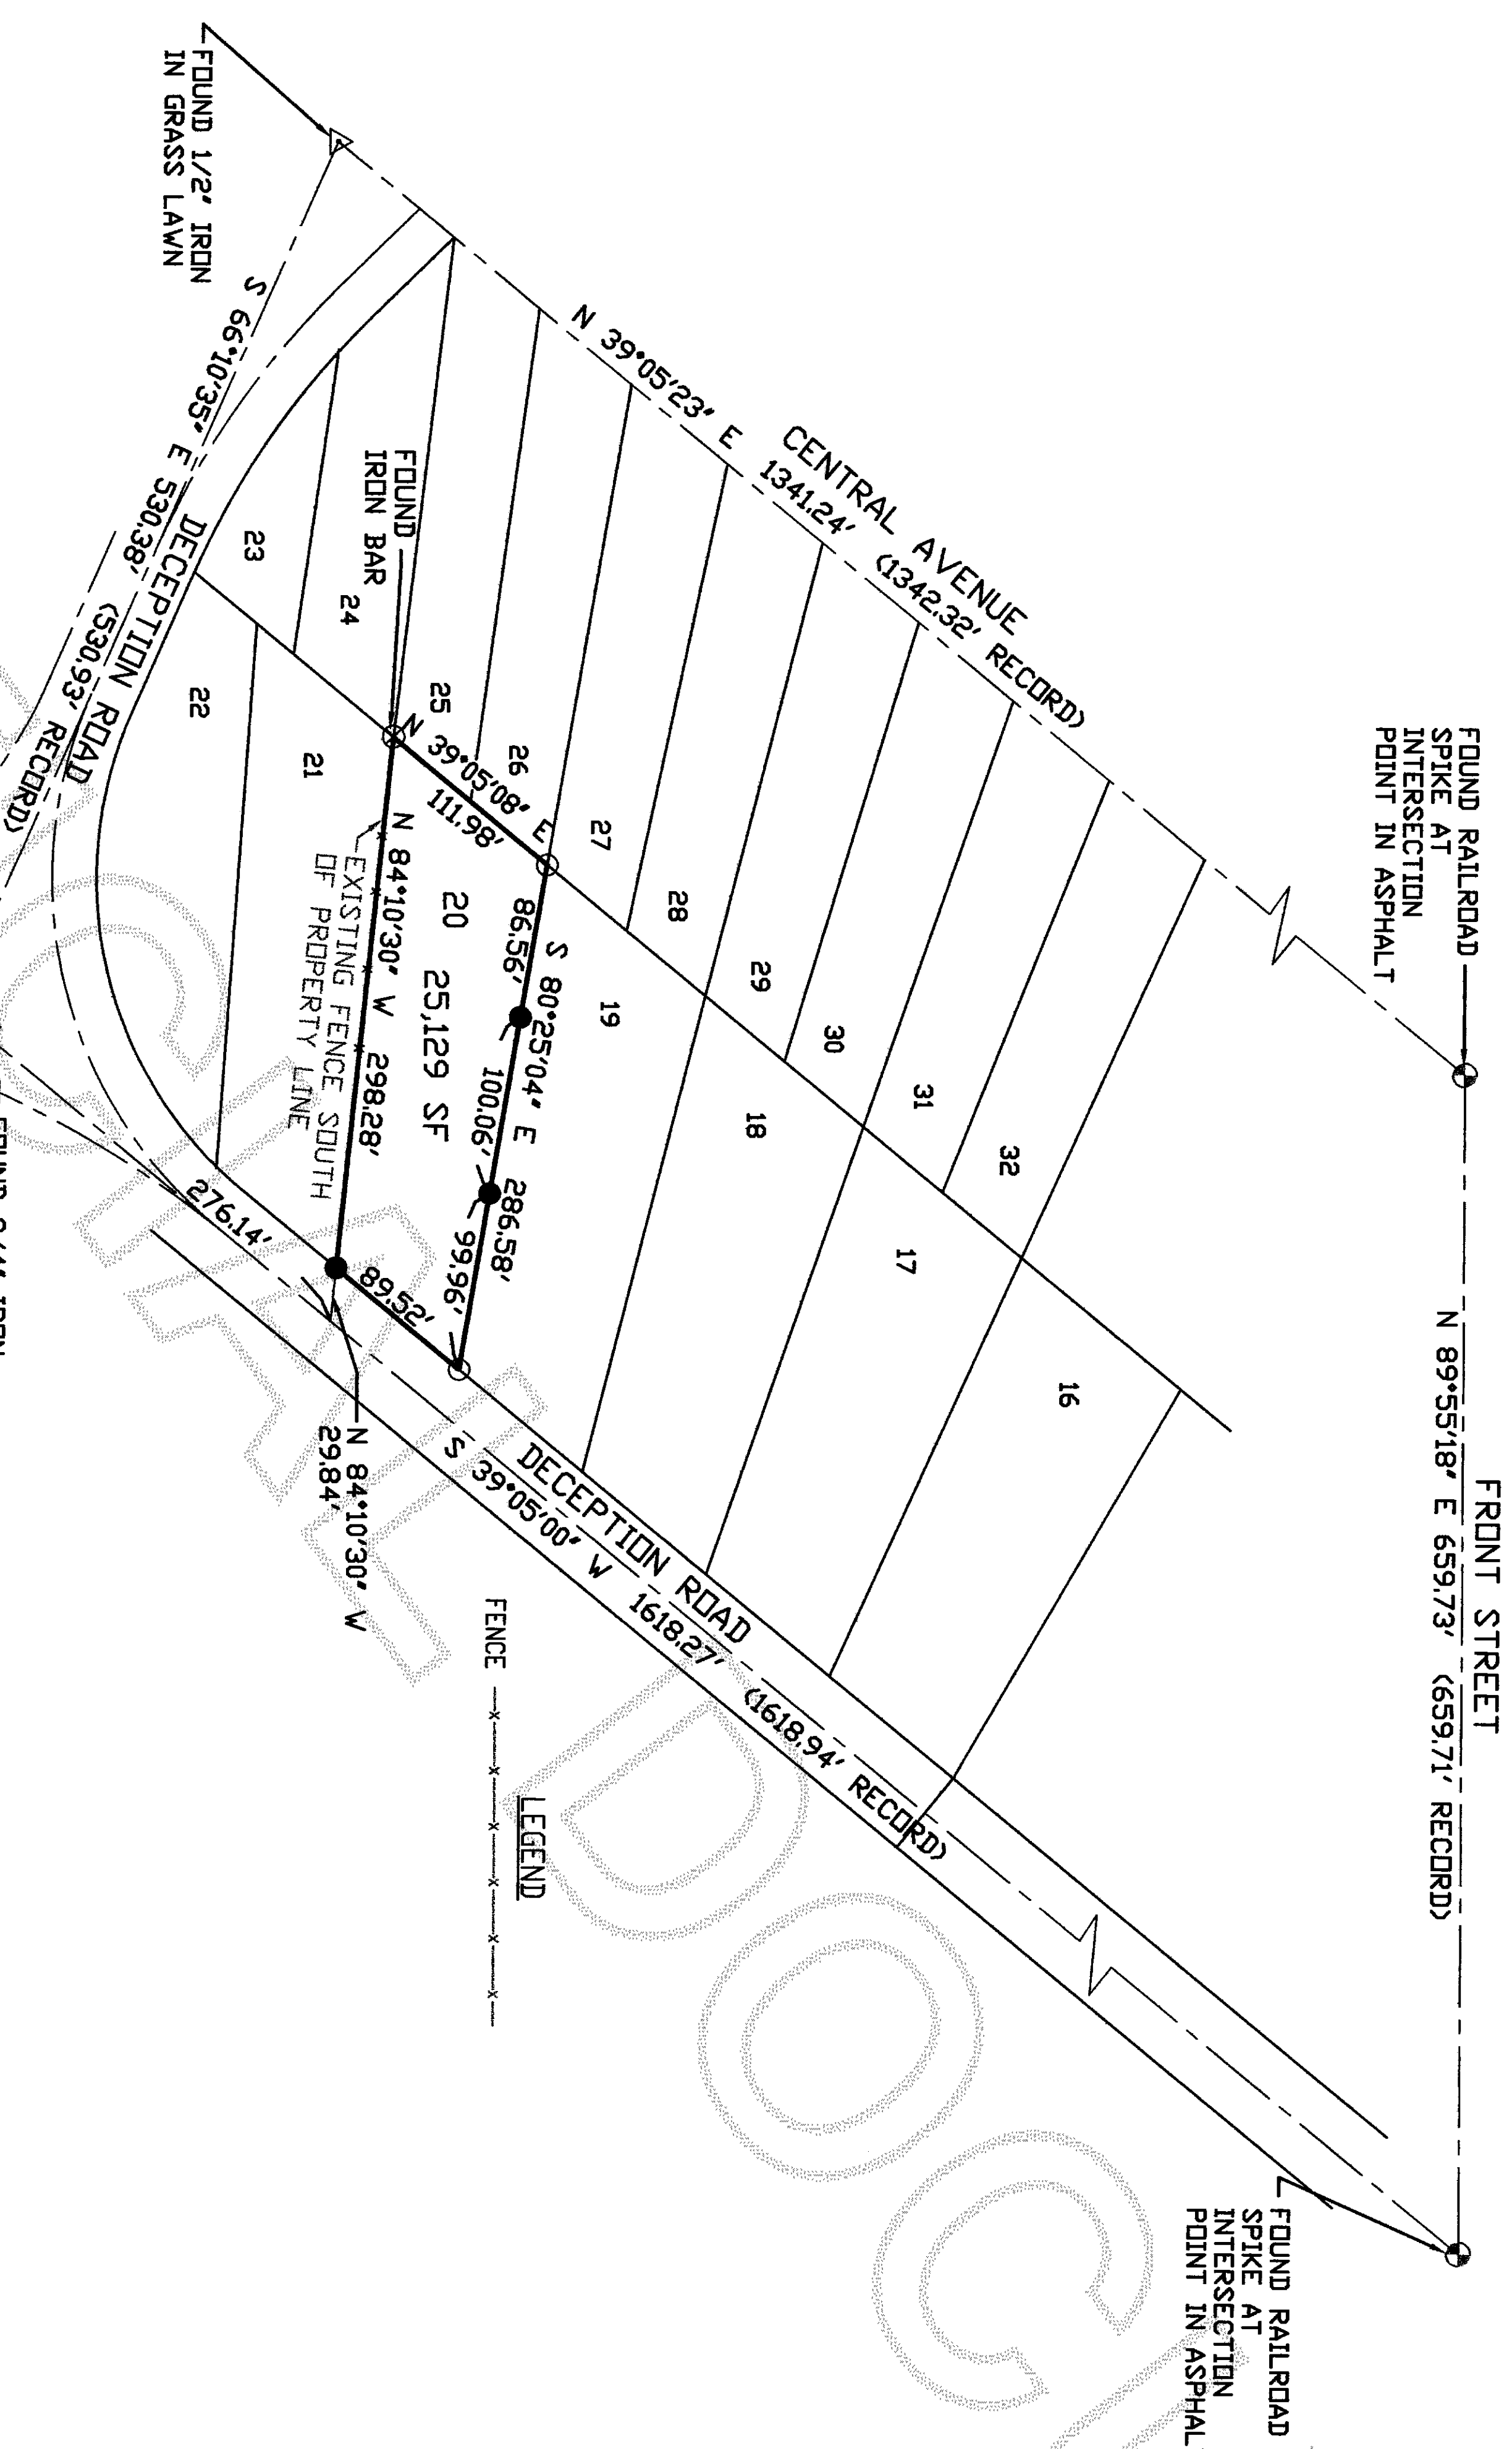 FRONT STREET
N 89°55'18" E 659.73' (659.71' RECORD)
FOUND RAILROAD
SPIKE AT
INTERSECTION
POINT IN ASPHALT
FOUND RAILROAD
SPIKE AT
INTERSECTION
POINT IN ASPHAL
CENTRAL AVENUE
N 39°05'23" E 1341.24' (1342.32' RECORD)
16
17
32
31
30
18
29
28
19
27
26
25
N 39°05'08" E
111.98'
86.56'
S 80°25'04" E 286.58'
100.06'
99.96'
20
25,129 SF
N 84°10'30" W 298.28'
EXISTING FENCE SOUTH
OF PROPERTY LINE
FOUND
IRON BAR
24
21
23
22
89.52'
276.14'
N 84°10'30" W
29.84'
DECEPTION ROAD
S 39°05'00" W 1618.27' (1618.94' RECORD)
FOUND 1/2" IRON
IN GRASS LAWN
S 66°10'35" E 530.38'
(530.93' RECORD)
DECEPTION ROAD
LEGEND
FENCE